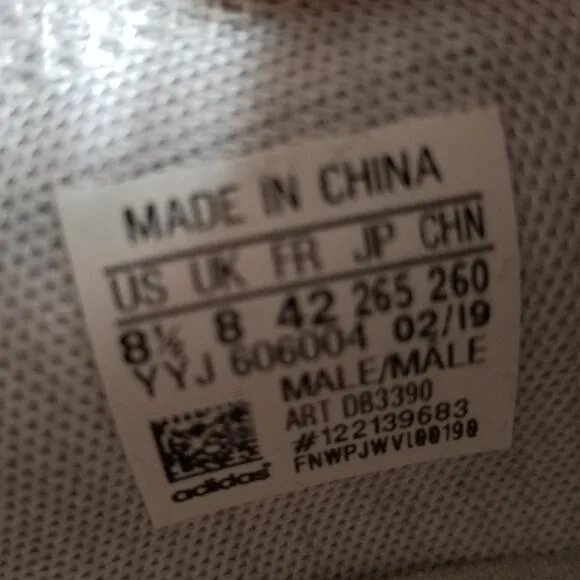 MADE IN CHINA
US UK FR JP CHN
8½ 8 42 265 260
YYJ 606004 02/19
MALE/MALE
ART DB3390
#122139683
adidas